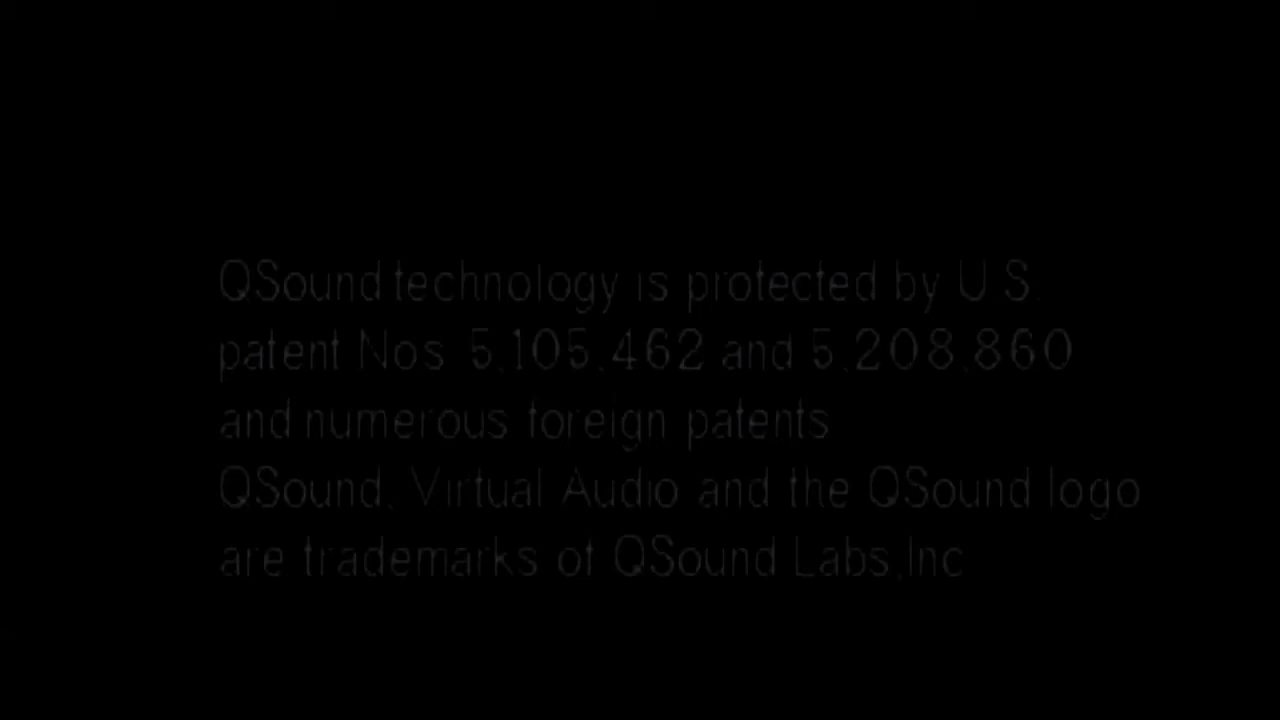 QSound technology is protected by U.S.
patent Nos 5,105,462 and 5,208,860
and numerous foreign patents
QSound, Virtual Audio and the QSound logo
are trademarks of QSound Labs,Inc